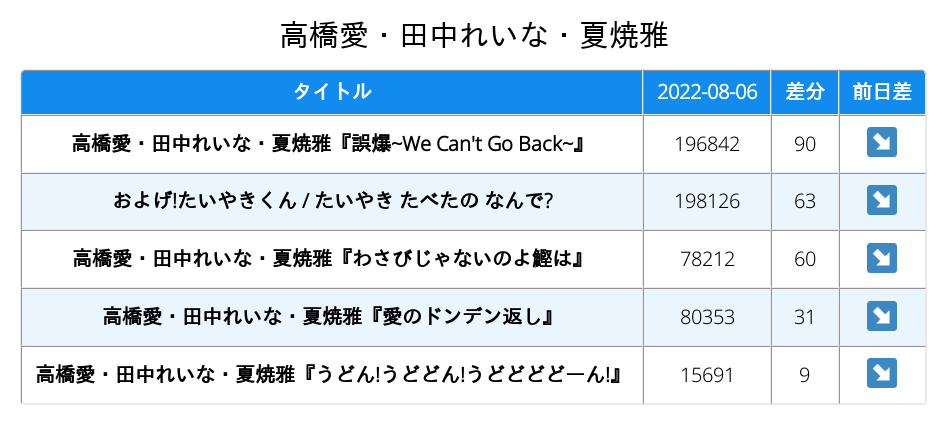 高橋愛・田中れいな・夏焼雅
タイトル 2022-08-06 差分 前日差
高橋愛・田中れいな・夏焼雅『誤爆~We Can't Go Back~』 196842 90 ↘
およげ!たいやきくん / たいやき たべたの なんで? 198126 63 ↘
高橋愛・田中れいな・夏焼雅『わさびじゃないのよ鰹は』 78212 60 ↘
高橋愛・田中れいな・夏焼雅『愛のドンデン返し』 80353 31 ↘
高橋愛・田中れいな・夏焼雅『うどん!うどどん!うどどどどーん!』 15691 9 ↘